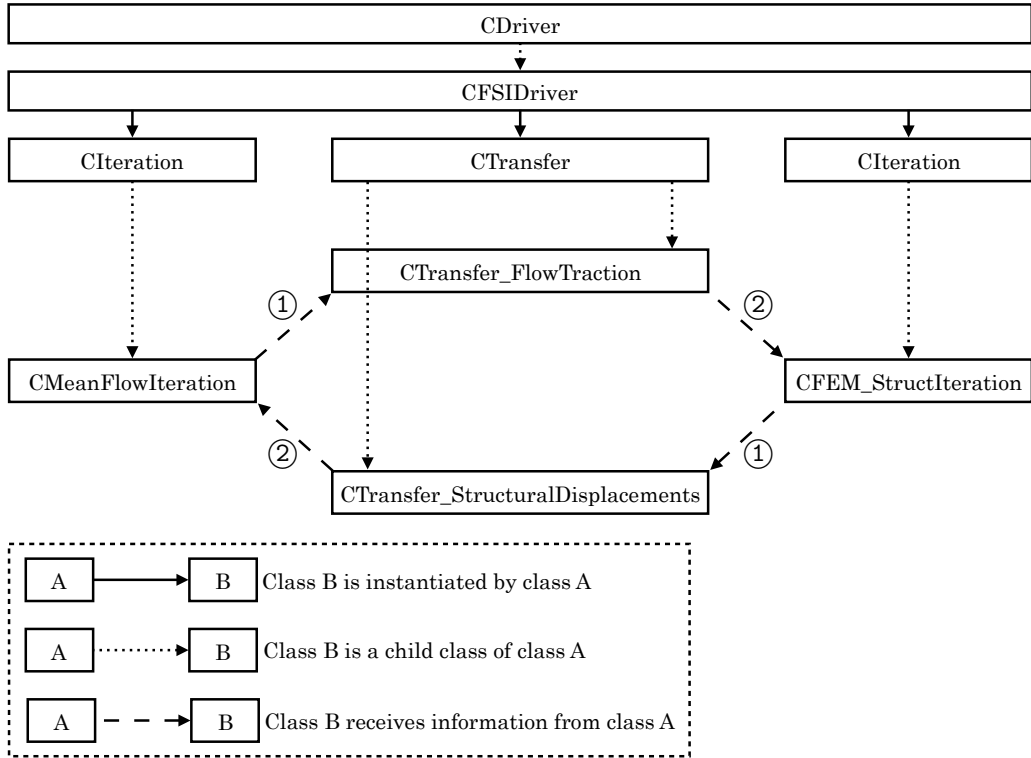 CDriver
CFSIDriver
CIteration
CTransfer
CIteration
CTransfer_FlowTraction
①
②
CMeanFlowIteration
CFEM_StructIteration
②
①
CTransfer_StructuralDisplacements
A B Class B is instantiated by class A
A B Class B is a child class of class A
A B Class B receives information from class A